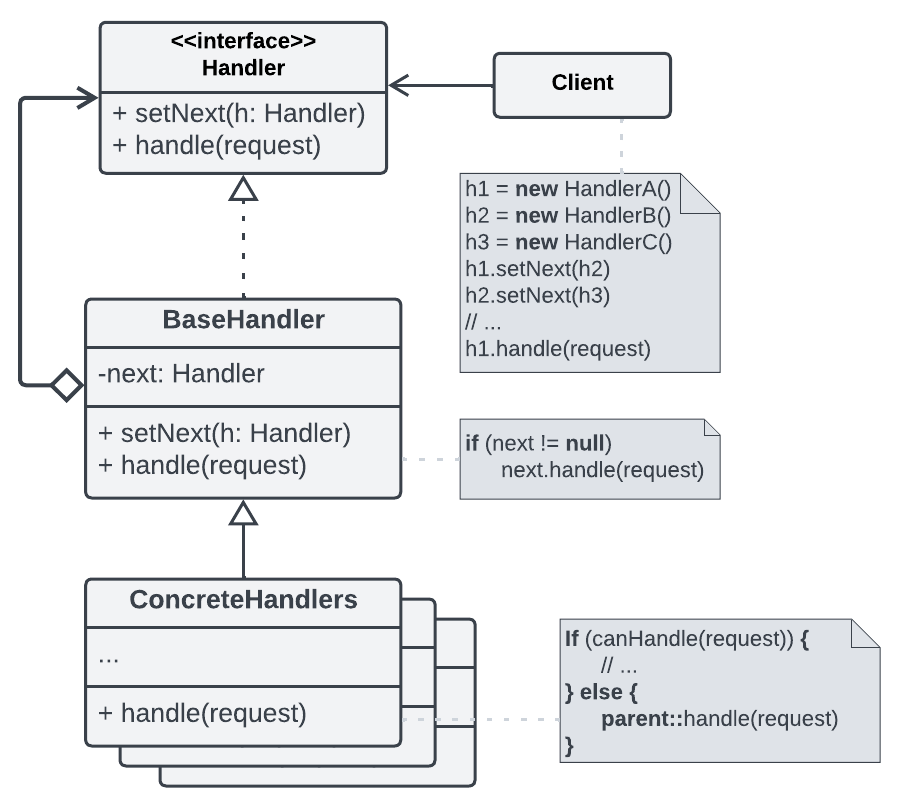 <<interface>>
Handler
+ setNext(h: Handler)
+ handle(request)
Client
h1 = new HandlerA()
h2 = new HandlerB()
h3 = new HandlerC()
h1.setNext(h2)
h2.setNext(h3)
// ...
h1.handle(request)
BaseHandler
-next: Handler
+ setNext(h: Handler)
+ handle(request)
if (next != null)
next.handle(request)
ConcreteHandlers
...
+ handle(request)
If (canHandle(request)) {
// ...
} else {
parent::handle(request)
}